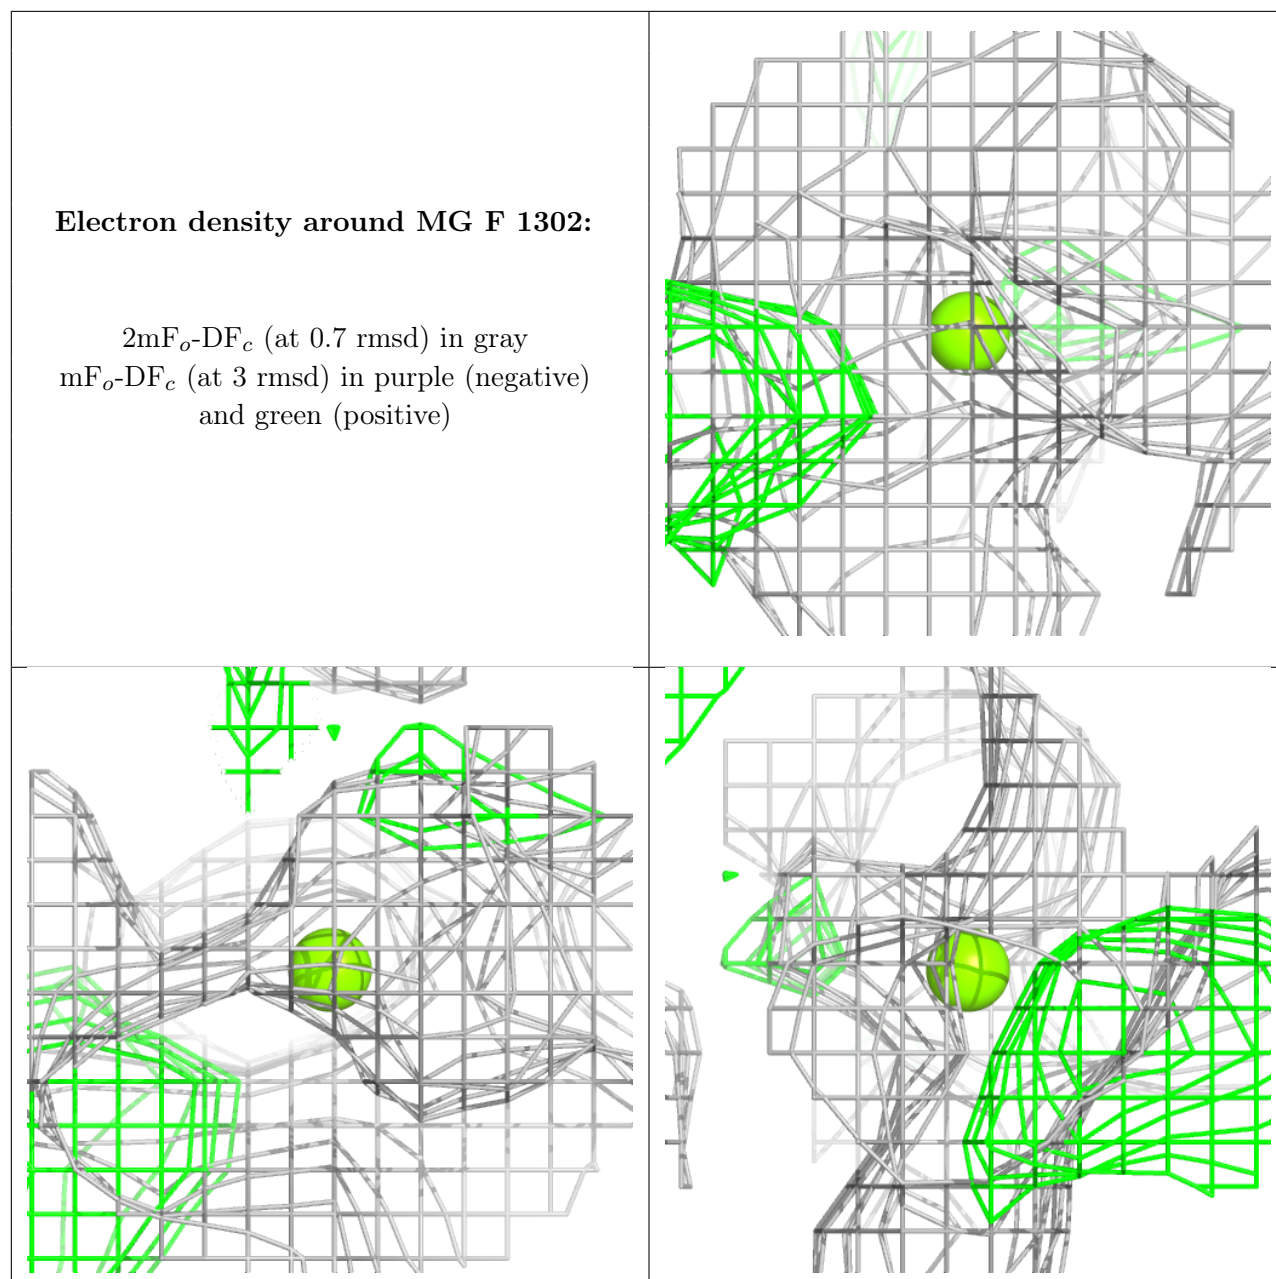 Electron density around MG F 1302:
2mFo-DFc (at 0.7 rmsd) in gray
mFo-DFc (at 3 rmsd) in purple (negative)
and green (positive)